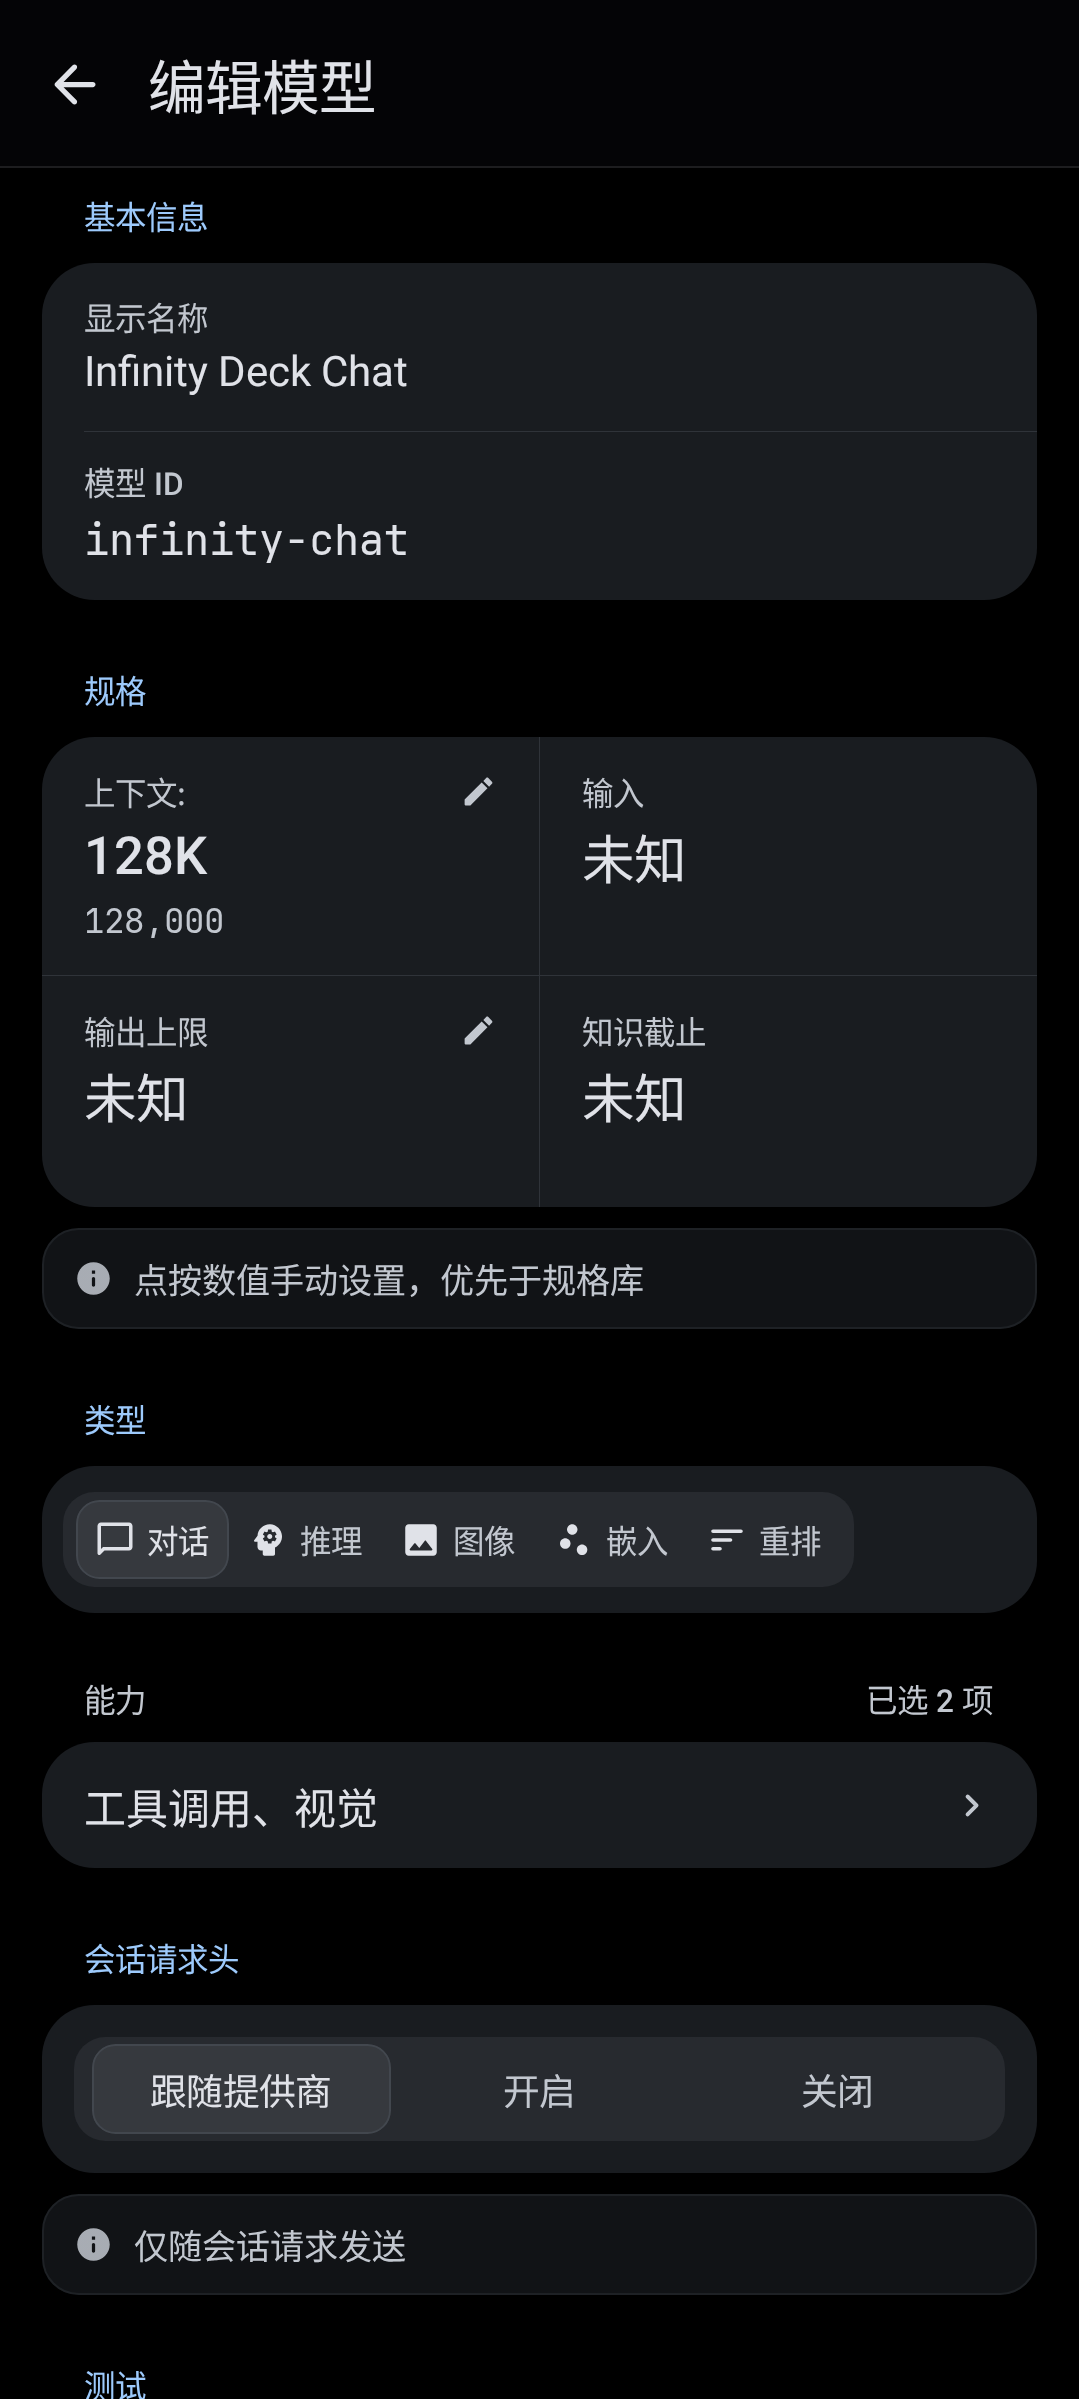 编辑模型
基本信息
显示名称
Infinity Deck Chat
模型 ID
infinity-chat
规格
上下文:
128K
128,000
输入
未知
输出上限
未知
知识截止
未知
点按数值手动设置，优先于规格库
类型
对话 推理 图像 嵌入 重排
能力 已选 2 项
工具调用、视觉
会话请求头
跟随提供商 开启 关闭
仅随会话请求发送
测试